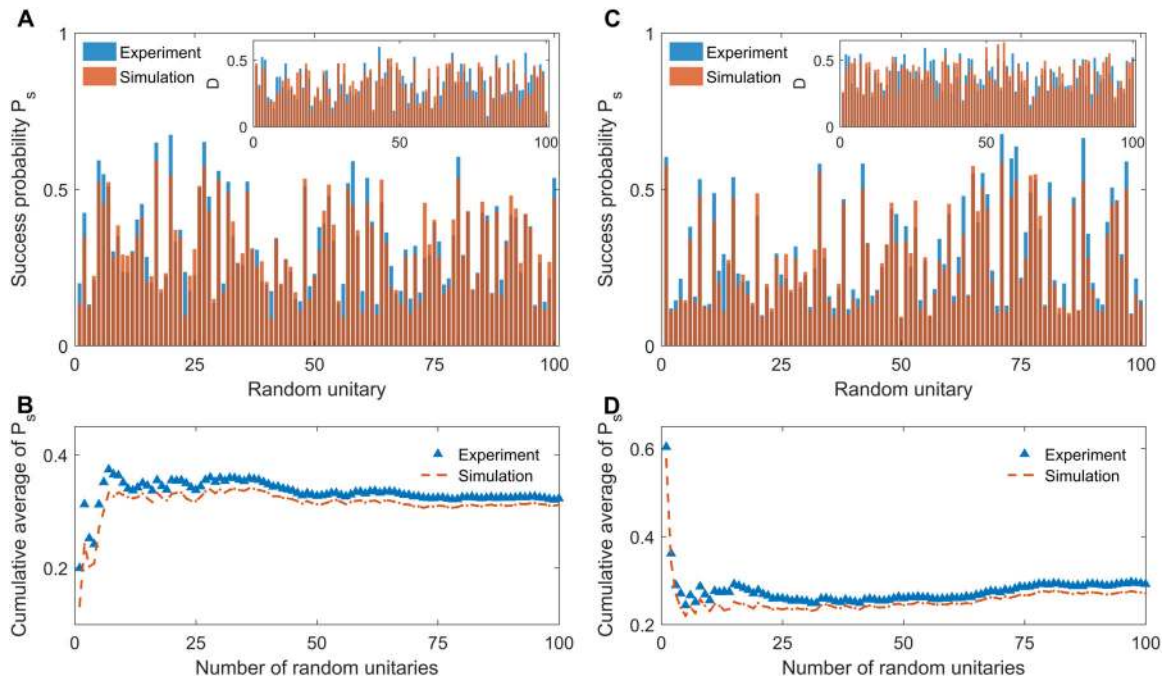 A
Success probability P_s
1
0.5
0
Experiment
Simulation
D
0.5
0
0
50
100
0
25
50
75
100
Random unitary
C
Success probability P_s
1
0.5
0
Experiment
Simulation
D
0.5
0
0
50
100
0
25
50
75
100
Random unitary
B
Cumulative average of P_s
0.4
0.2
Experiment
Simulation
0
25
50
75
100
Number of random unitaries
D
Cumulative average of P_s
0.6
0.4
0.2
Experiment
Simulation
0
25
50
75
100
Number of random unitaries